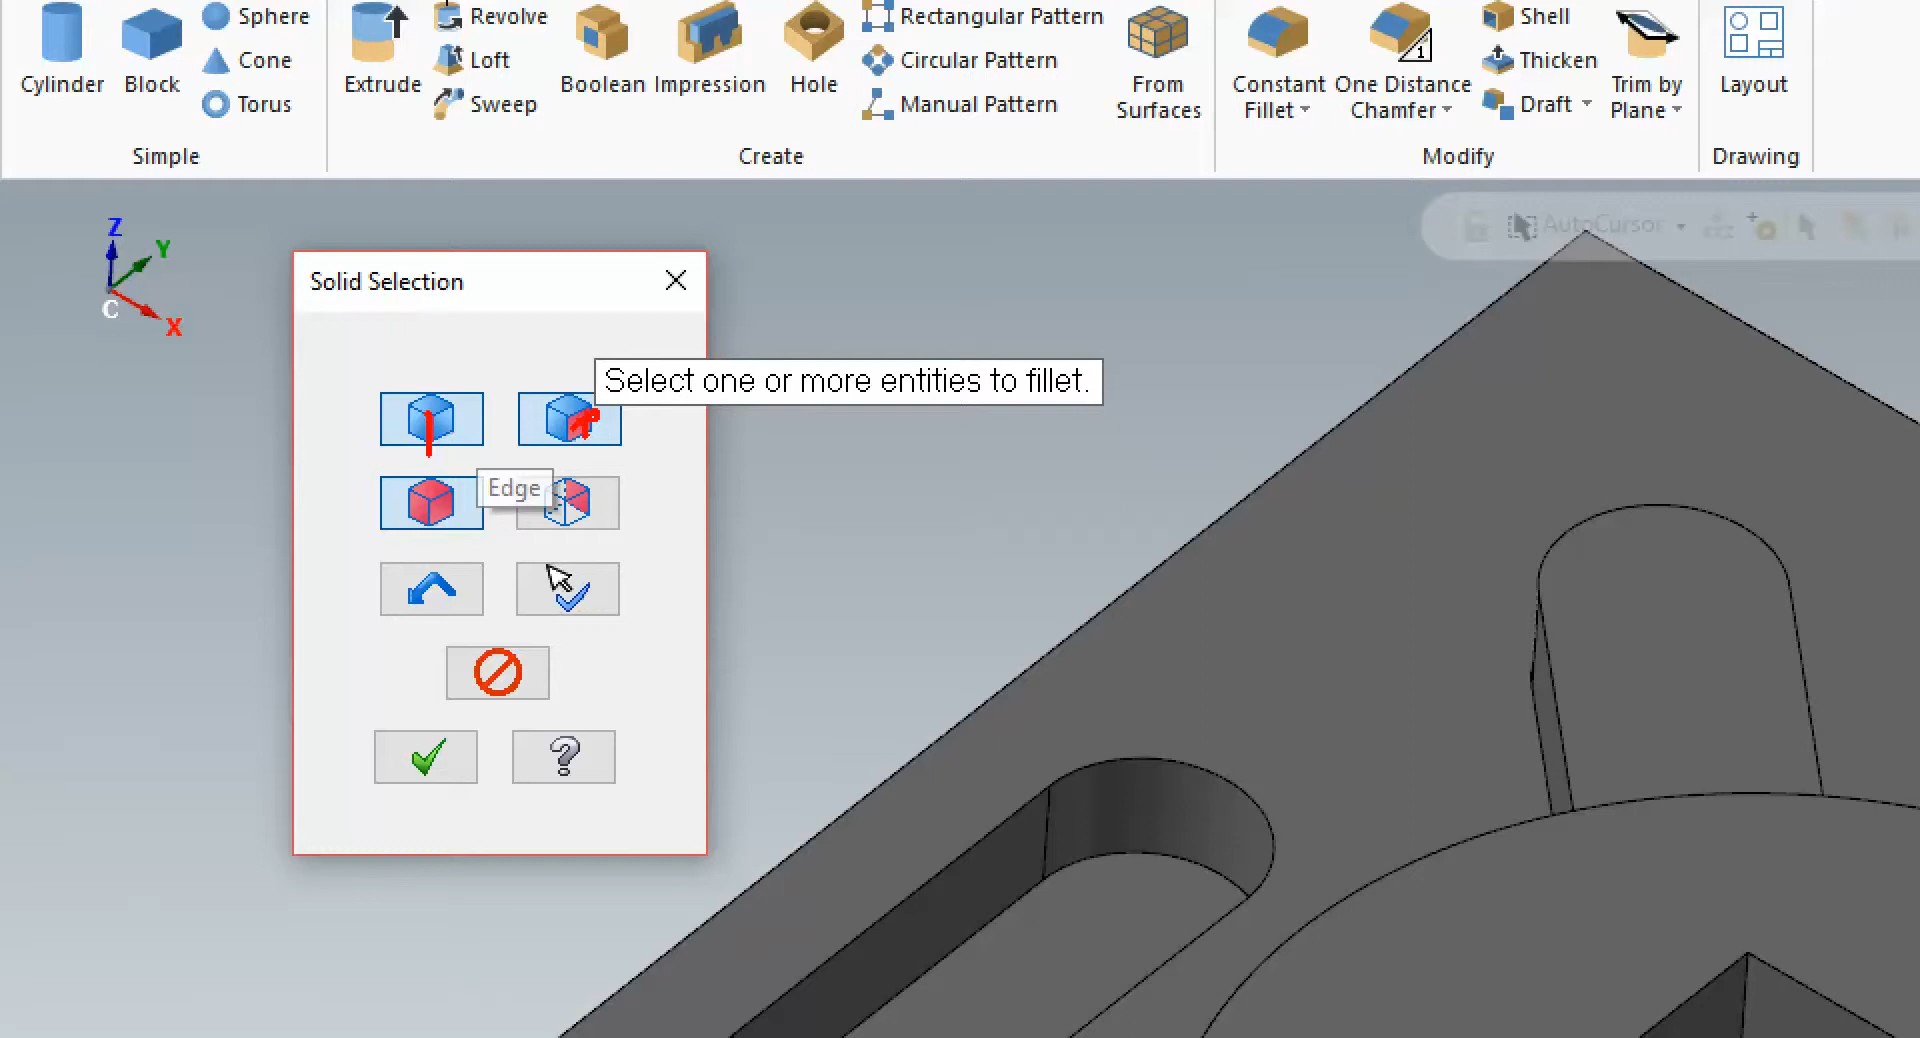 Cylinder
Block
Sphere
Cone
Torus
Simple
Extrude
Revolve
Loft
Sweep
Boolean
Impression
Hole
Rectangular Pattern
Circular Pattern
Manual Pattern
From
Surfaces
Create
Constant
Fillet
One Distance
Chamfer
1
Shell
Thicken
Draft
Trim by
Plane
Modify
Layout
Drawing
Z
Y
C
X
AutoCursor
Solid Selection
Select one or more entities to fillet.
Edge